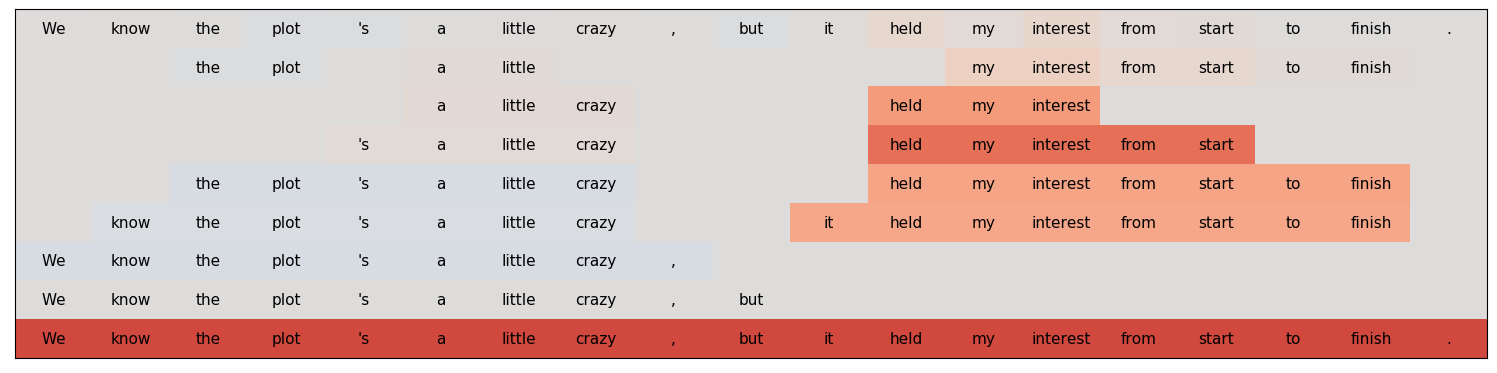 We know the plot 's a little crazy , but it held my interest from start to finish .
the plot a little my interest from start to finish
a little crazy held my interest
's a little crazy held my interest from start
the plot 's a little crazy held my interest from start to finish
know the plot 's a little crazy it held my interest from start to finish
We know the plot 's a little crazy ,
We know the plot 's a little crazy , but
We know the plot 's a little crazy , but it held my interest from start to finish .